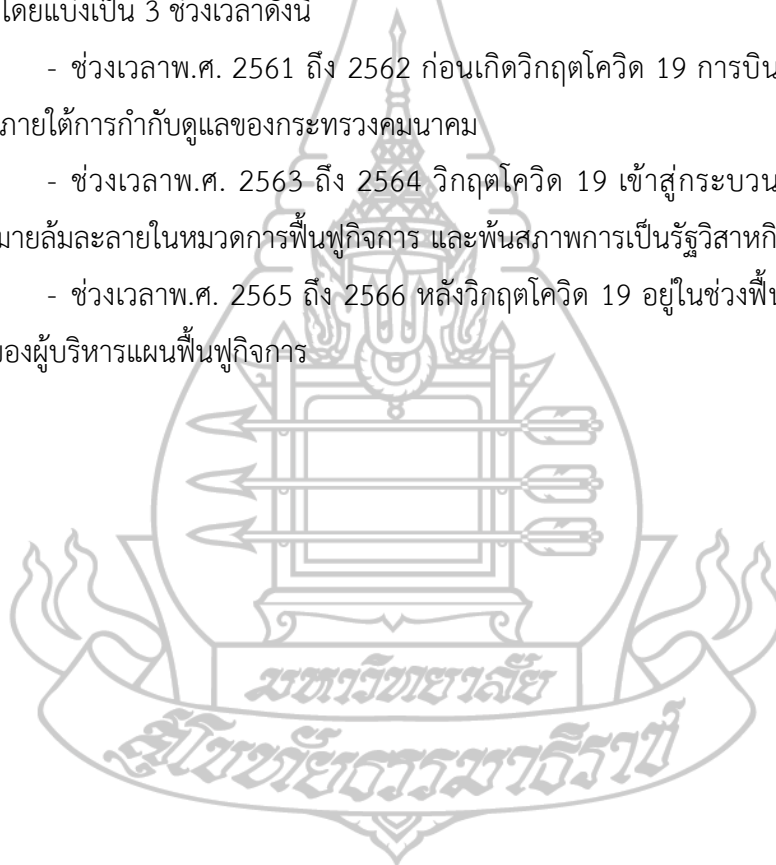 โดยแบ่งเป็น 3 ช่วงเวลาดังนี้
- ช่วงเวลาพ.ศ. 2561 ถึง 2562 ก่อนเกิดวิกฤตโควิด 19 การบิน
ภายใต้การกำกับดูแลของกระทรวงคมนาคม
- ช่วงเวลาพ.ศ. 2563 ถึง 2564 วิกฤตโควิด 19 เข้าสู่กระบวน
มายล้มละลายในหมวดการฟื้นฟูกิจการ และพ้นสภาพการเป็นรัฐวิสาหกิ
- ช่วงเวลาพ.ศ. 2565 ถึง 2566 หลังวิกฤตโควิด 19 อยู่ในช่วงฟื้น
ของผู้บริหารแผนฟื้นฟูกิจการ
มหาวิทยาลัย
สุโขทัยธรรมาธิราช